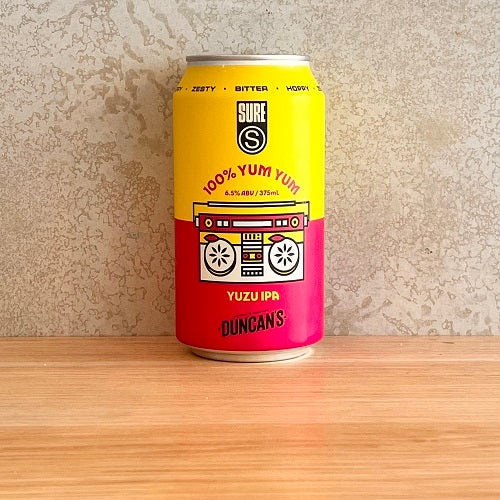 ZESTY • BITTER • HOPPY •
SURE
S
100% YUM YUM
6.5% ABV / 375mL
YUZU IPA
DUNCAN'S